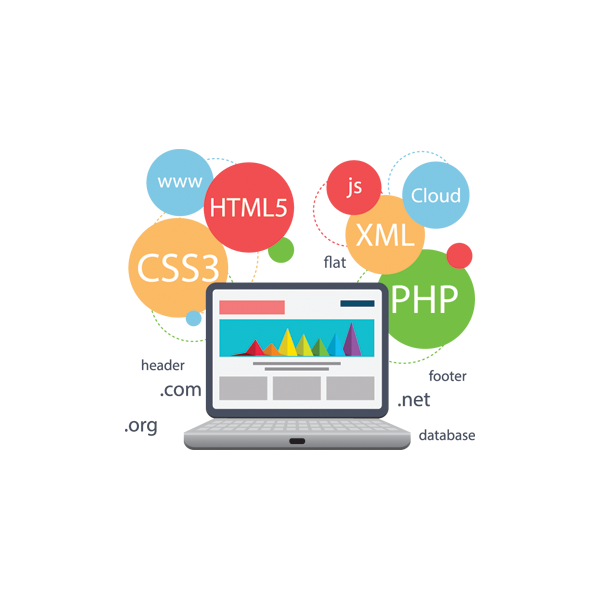 www
HTML5
CSS3
js
Cloud
XML
flat
PHP
header
.com
.org
footer
.net
database